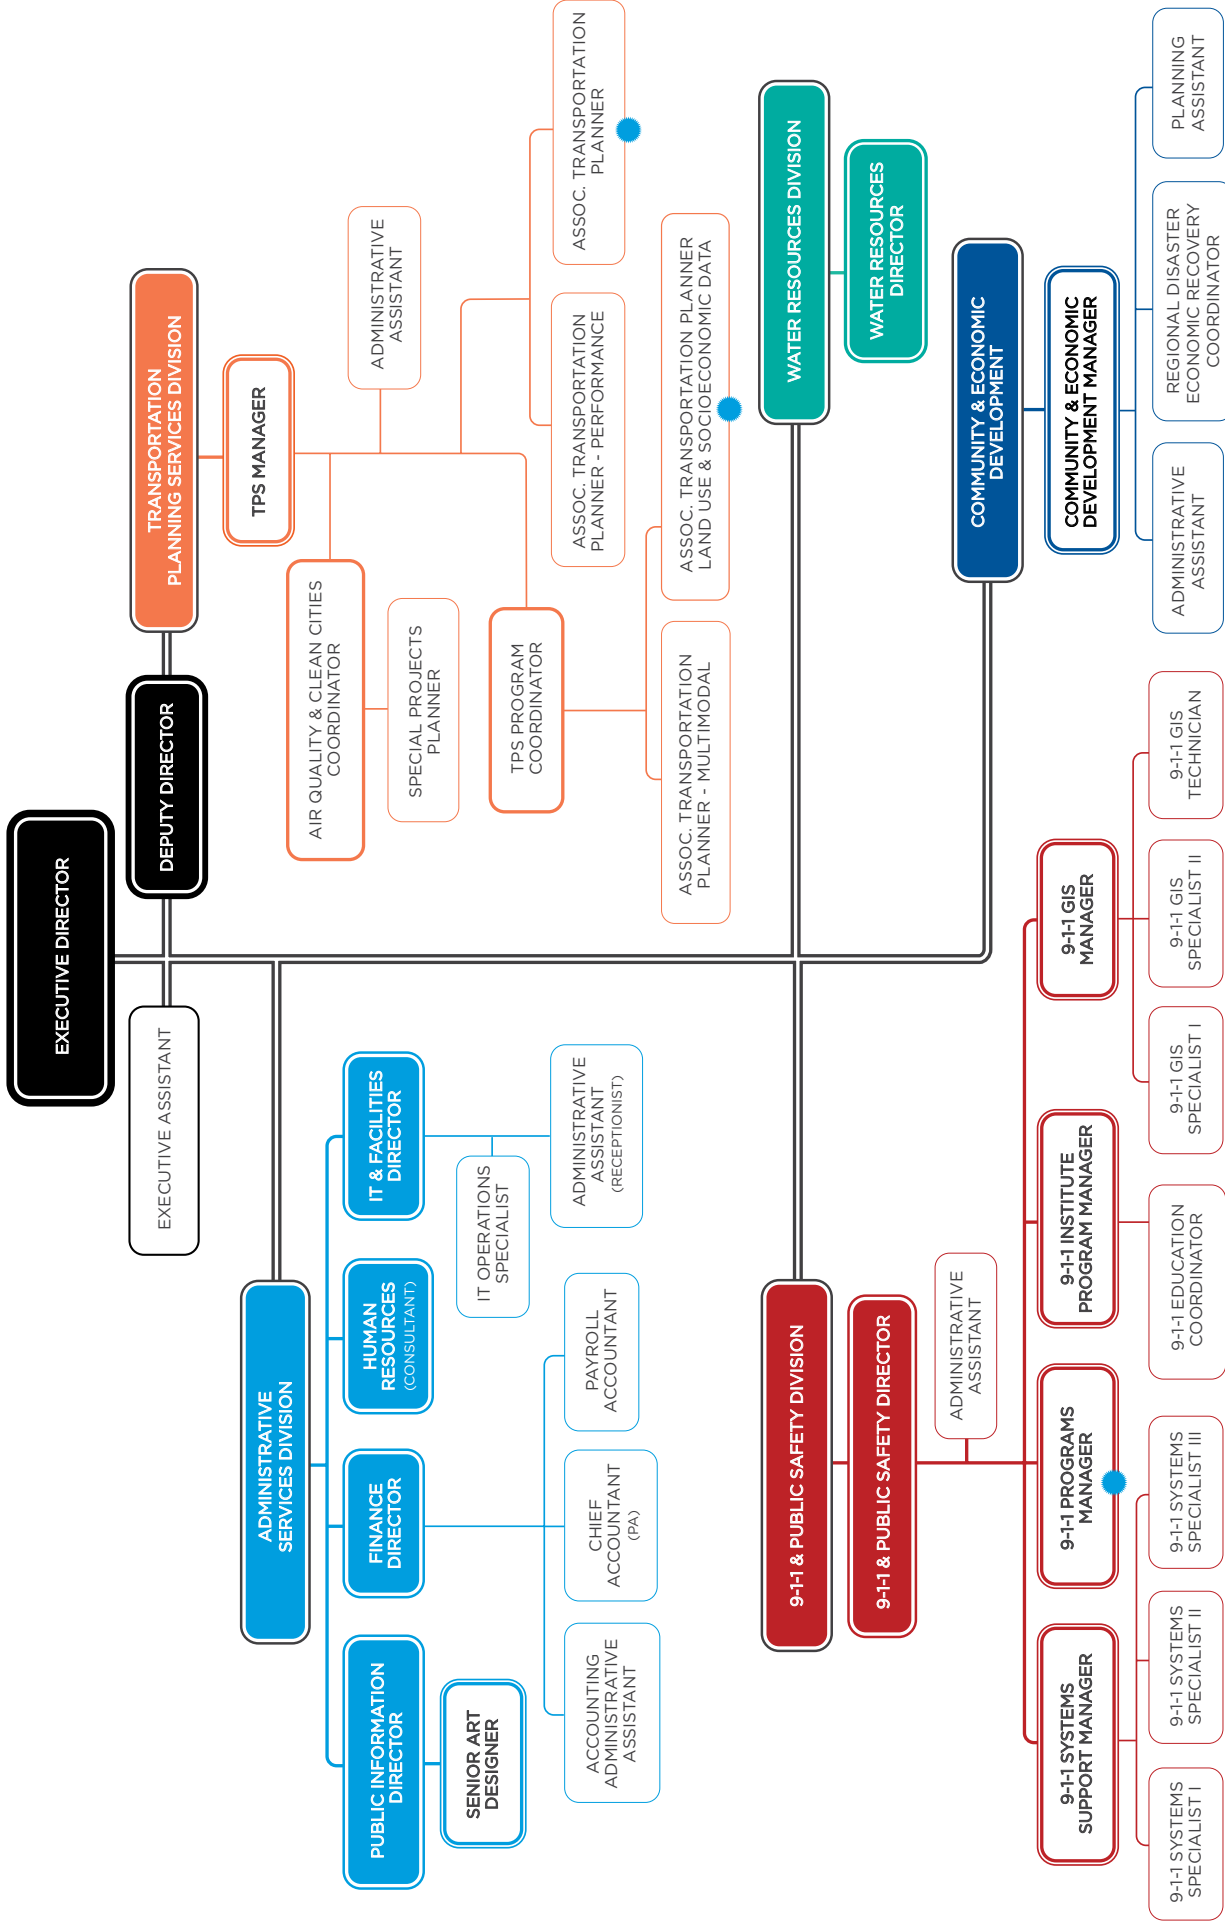 EXECUTIVE DIRECTOR
EXECUTIVE ASSISTANT
DEPUTY DIRECTOR
TRANSPORTATION
PLANNING SERVICES DIVISION
TPS MANAGER
AIR QUALITY & CLEAN CITIES
COORDINATOR
ADMINISTRATIVE
ASSISTANT
SPECIAL PROJECTS
PLANNER
TPS PROGRAM
COORDINATOR
ASSOC. TRANSPORTATION
PLANNER - PERFORMANCE
ASSOC. TRANSPORTATION
PLANNER
ASSOC. TRANSPORTATION
PLANNER - MULTIMODAL
ASSOC. TRANSPORTATION PLANNER
LAND USE & SOCIOECONOMIC DATA
ADMINISTRATIVE
SERVICES DIVISION
PUBLIC INFORMATION
DIRECTOR
FINANCE
DIRECTOR
HUMAN
RESOURCES
(CONSULTANT)
IT & FACILITIES
DIRECTOR
SENIOR ART
DESIGNER
IT OPERATIONS
SPECIALIST
ACCOUNTING
ADMINISTRATIVE
ASSISTANT
CHIEF
ACCOUNTANT
(PA)
PAYROLL
ACCOUNTANT
ADMINISTRATIVE
ASSISTANT
(RECEPTIONIST)
9-1-1 & PUBLIC SAFETY DIVISION
9-1-1 & PUBLIC SAFETY DIRECTOR
ADMINISTRATIVE
ASSISTANT
9-1-1 SYSTEMS
SUPPORT MANAGER
9-1-1 PROGRAMS
MANAGER
9-1-1 INSTITUTE
PROGRAM MANAGER
9-1-1 GIS
MANAGER
9-1-1 SYSTEMS
SPECIALIST I
9-1-1 SYSTEMS
SPECIALIST II
9-1-1 SYSTEMS
SPECIALIST III
9-1-1 EDUCATION
COORDINATOR
9-1-1 GIS
SPECIALIST I
9-1-1 GIS
SPECIALIST II
9-1-1 GIS
TECHNICIAN
WATER RESOURCES DIVISION
WATER RESOURCES
DIRECTOR
COMMUNITY & ECONOMIC
DEVELOPMENT
COMMUNITY & ECONOMIC
DEVELOPMENT MANAGER
ADMINISTRATIVE
ASSISTANT
REGIONAL DISASTER
ECONOMIC RECOVERY
COORDINATOR
PLANNING
ASSISTANT